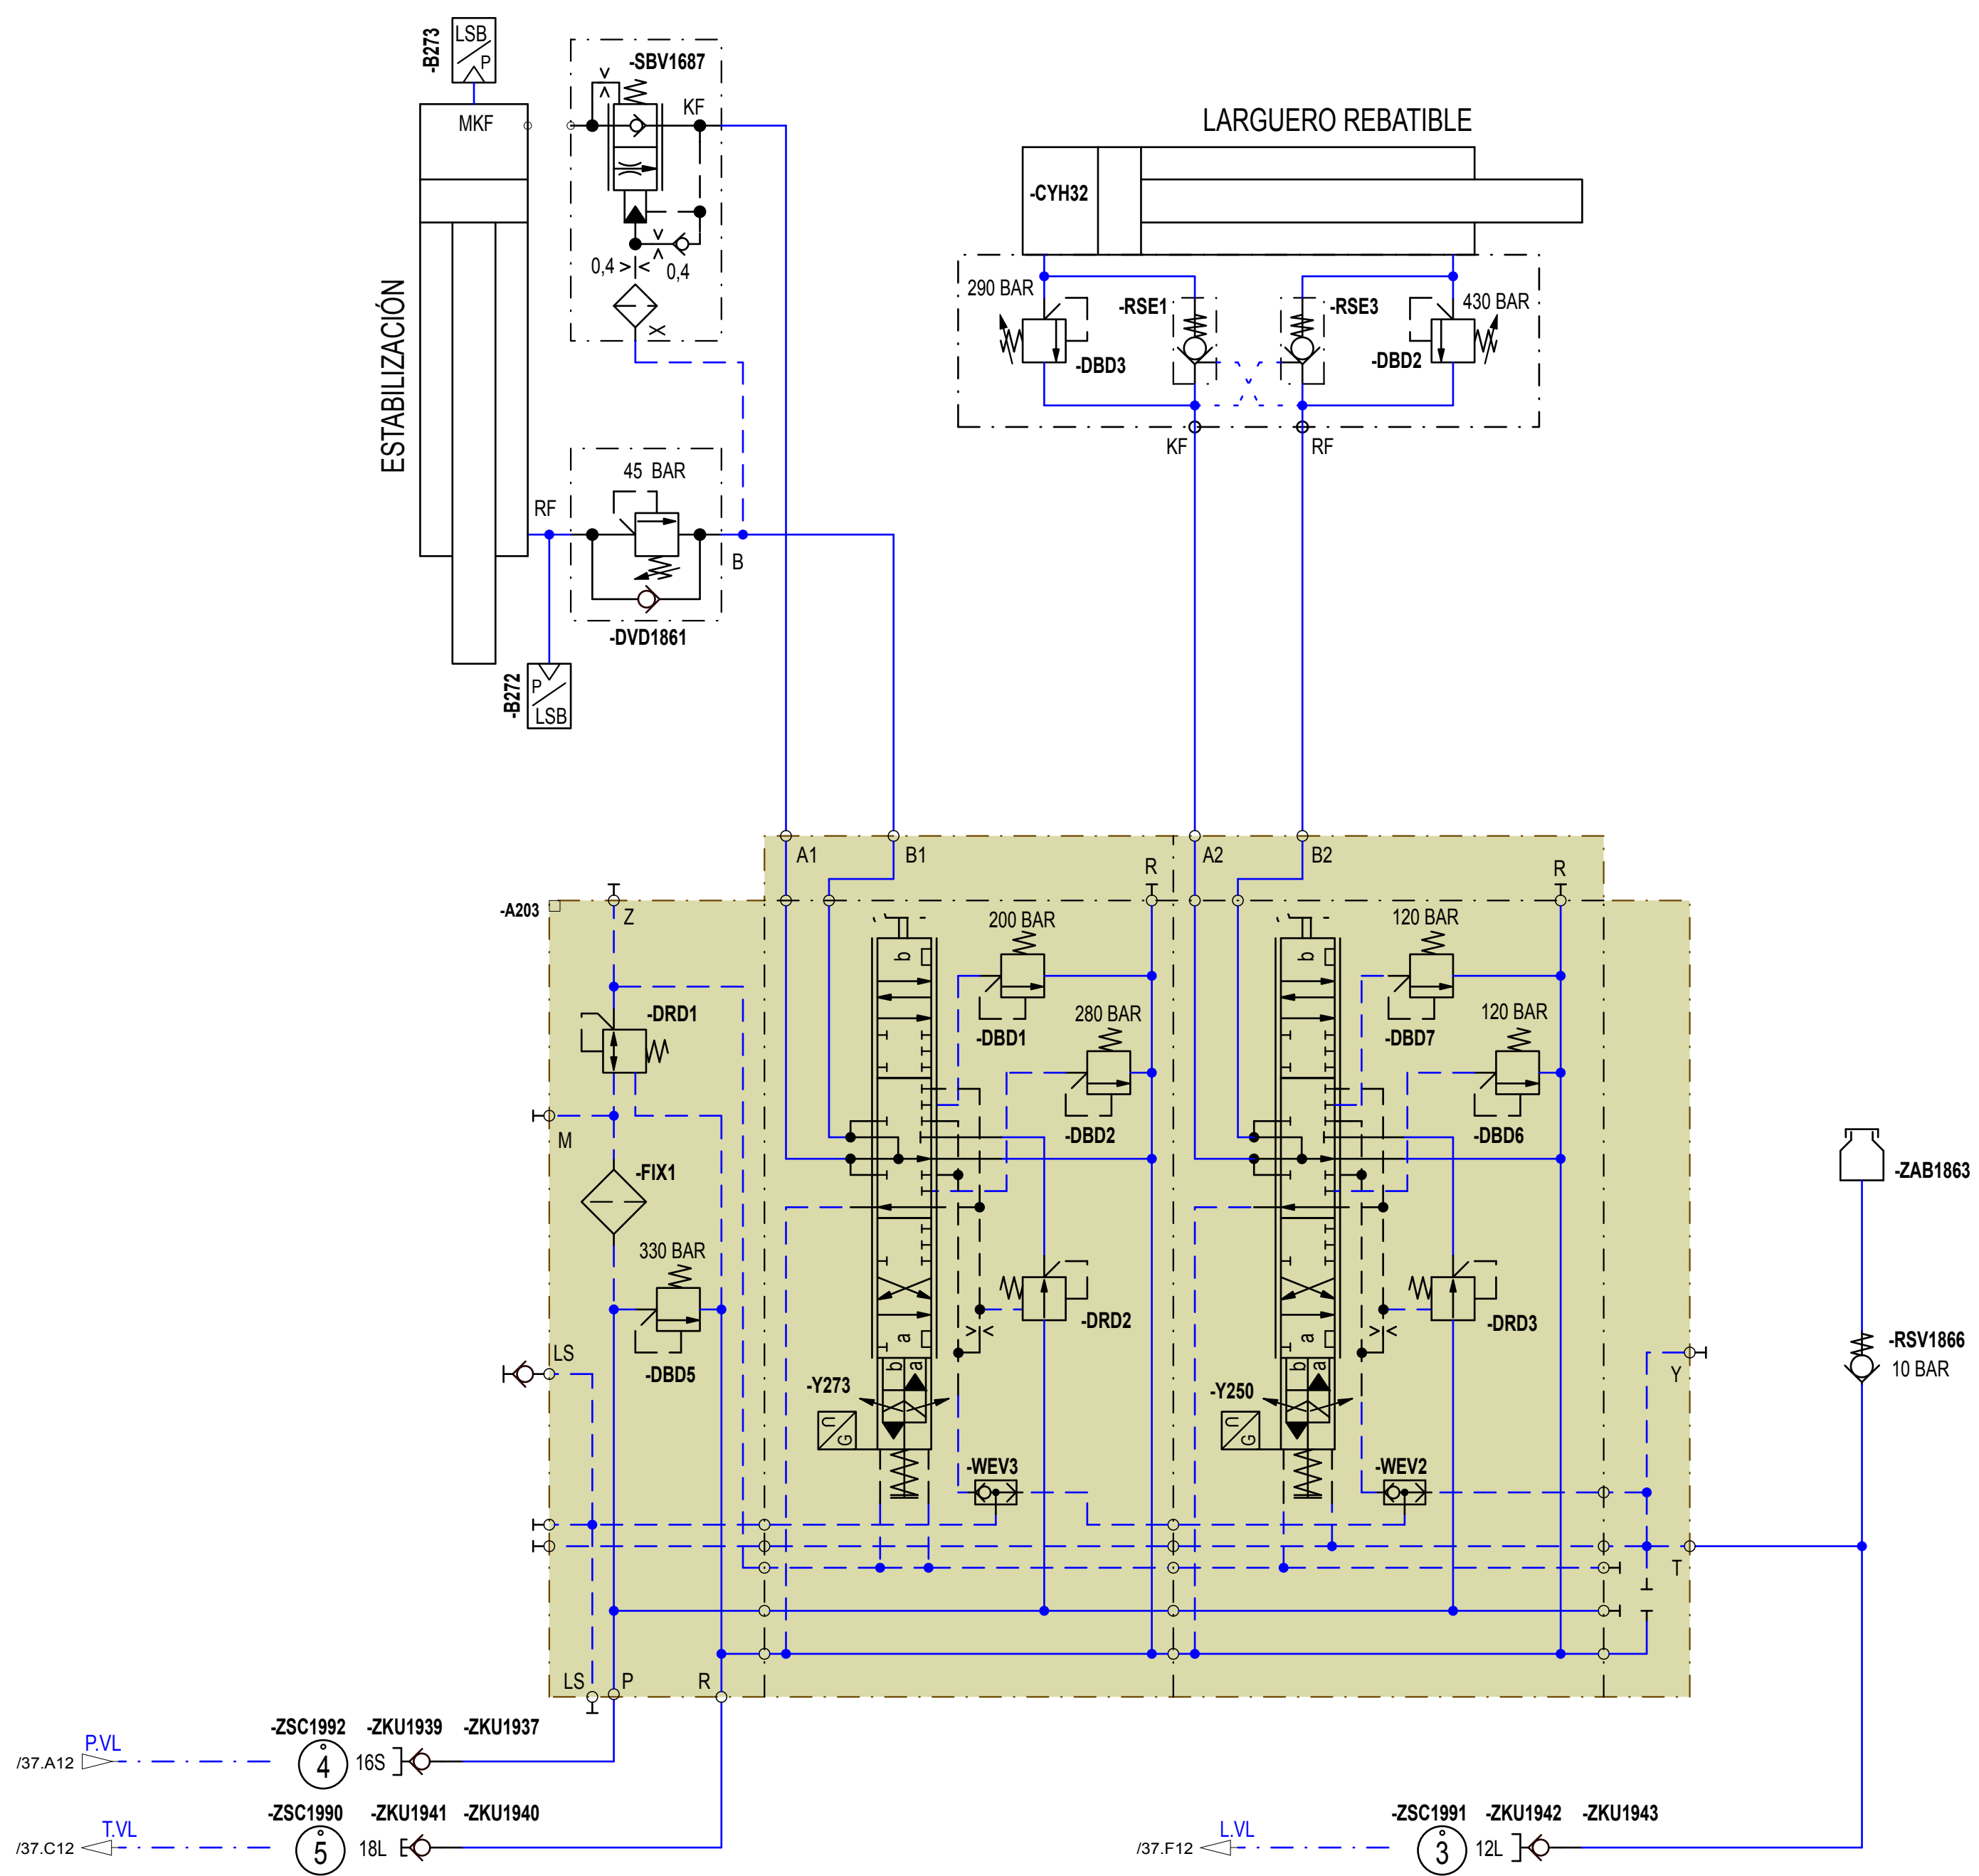 -B273
LSB
P
MKF
-SBV1687
KF
0,4
0,4
X
ESTABILIZACIÓN
45 BAR
RF
B
-DVD1861
-B272
P
LSB
LARGUERO REBATIBLE
-CYH32
290 BAR
-RSE1
-RSE3
430 BAR
-DBD3
-DBD2
KF
RF
A1
B1
R
A2
B2
R
-A203
Z
200 BAR
120 BAR
b
b
-DRD1
-DBD1
280 BAR
-DBD7
120 BAR
M
-DBD2
-DBD6
-FIX1
-ZAB1863
330 BAR
-DRD2
-DRD3
a
a
-RSV1866
10 BAR
LS
-DBD5
b
a
b
a
Y
-Y273
-Y250
U
G
U
G
-WEV3
-WEV2
T
LS
P
R
-ZSC1992
-ZKU1939
-ZKU1937
P.VL
/37.A12
4
16S
-ZSC1990
-ZKU1941
-ZKU1940
T.VL
/37.C12
5
18L
-ZSC1991
-ZKU1942
-ZKU1943
L.VL
/37.F12
3
12L